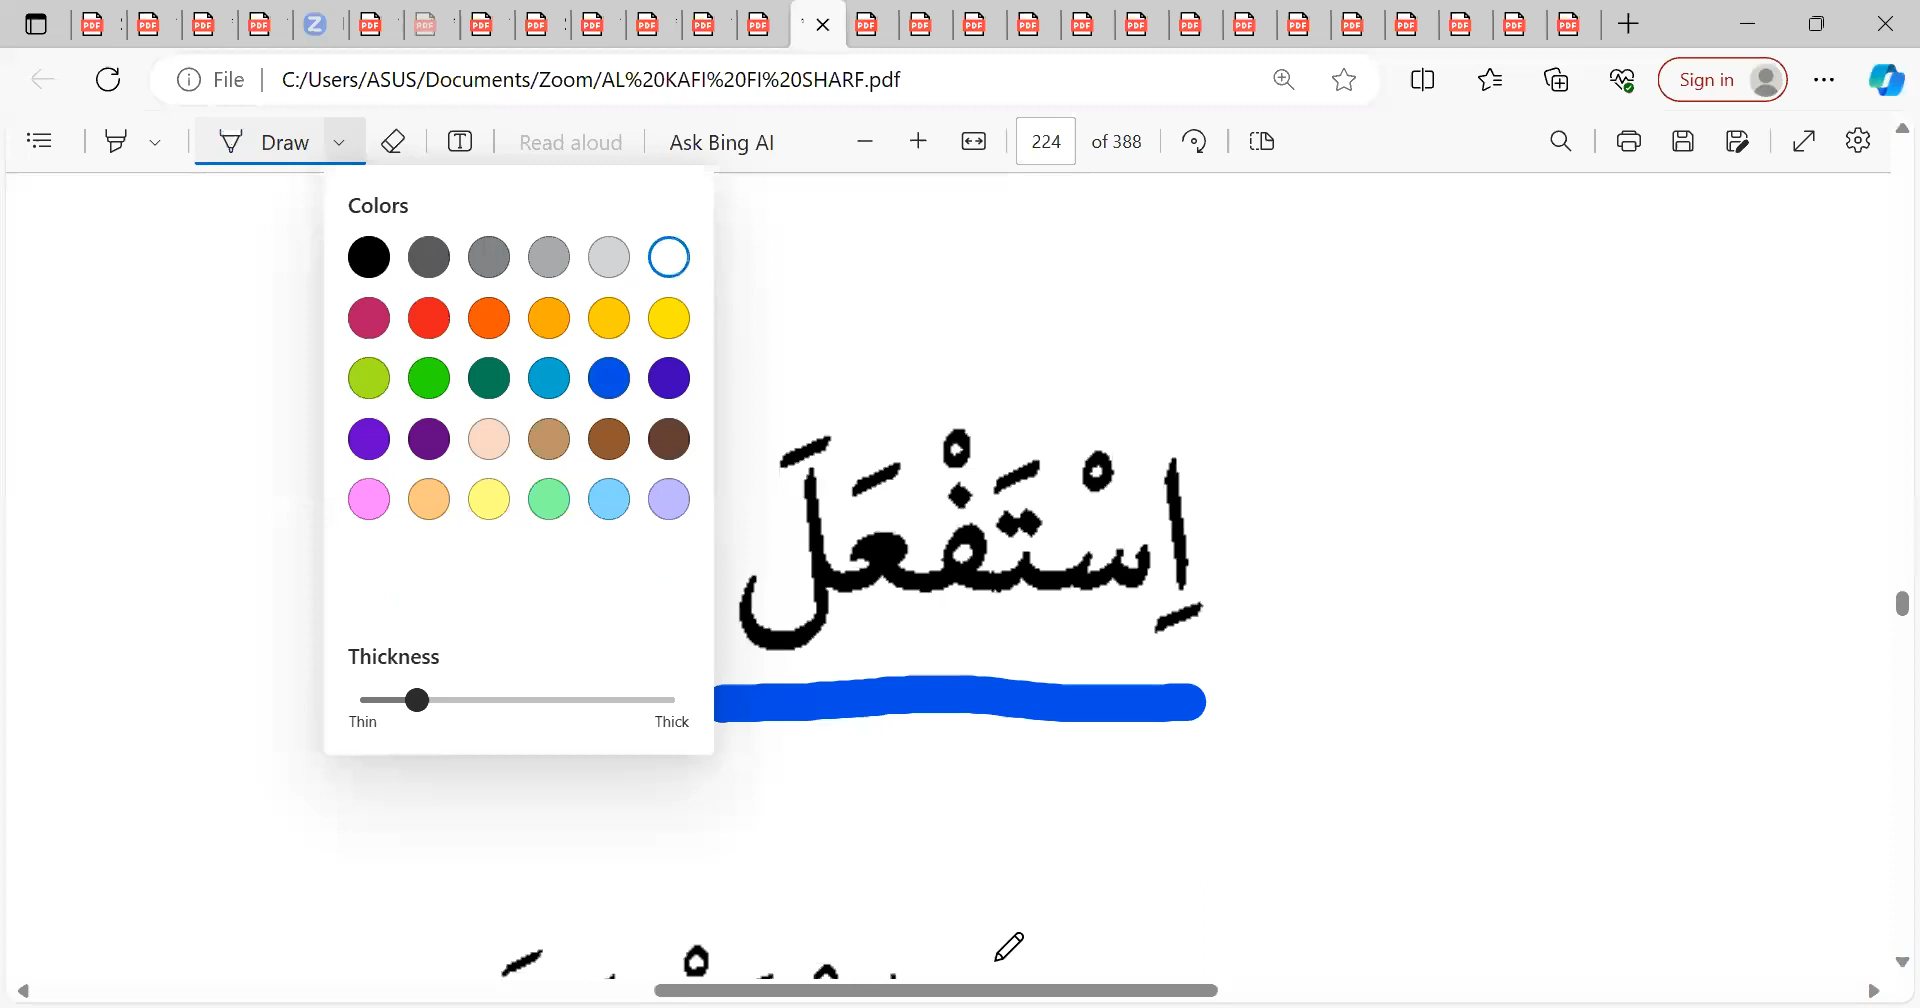 File
C:/Users/ASUS/Documents/Zoom/AL%20KAFI%20FI%20SHARF.pdf
Sign in
Draw
Read aloud
Ask Bing AI
224
of 388
Colors
Thickness
Thin
Thick
اِسْتَفْعَلَ